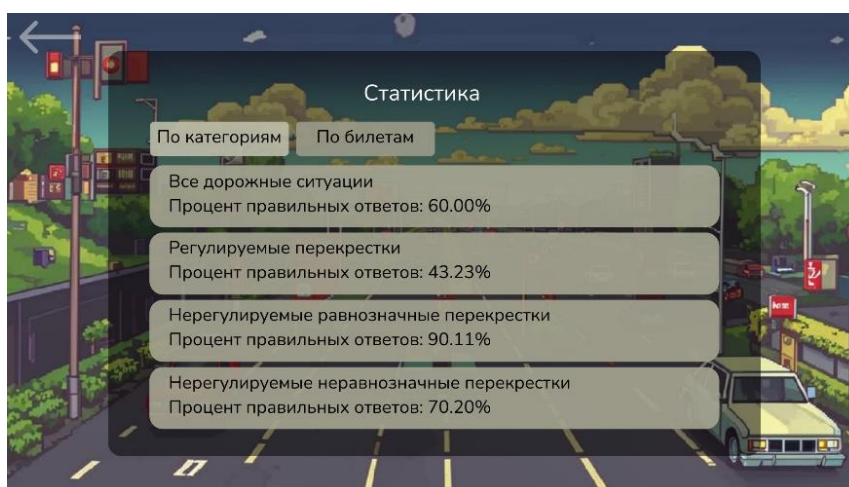 Статистика
По категориям
По билетам
Все дорожные ситуации
Процент правильных ответов: 60.00%
Регулируемые перекрестки
Процент правильных ответов: 43.23%
Нерегулируемые равнозначные перекрестки
Процент правильных ответов: 90.11%
Нерегулируемые неравнозначные перекрестки
Процент правильных ответов: 70.20%